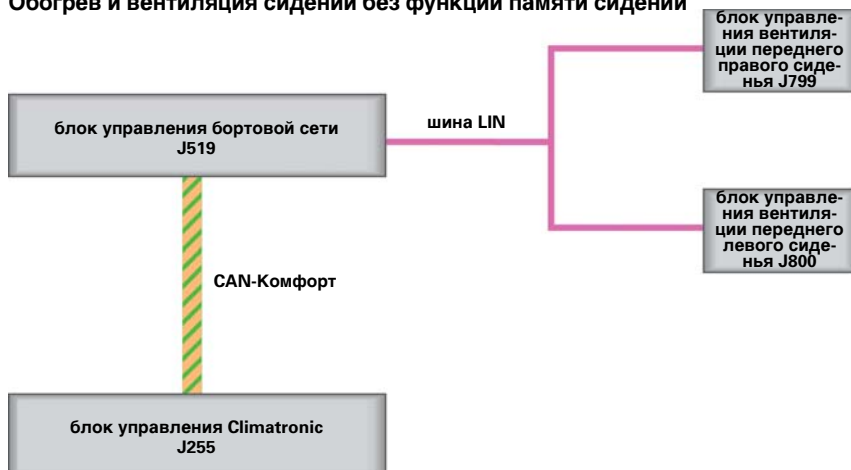 Обогрев и вентиляция сидений без функции памяти сидений
блок управле-
ния вентиля-
ции переднего
правого сиде-
нья J799
блок управления бортовой сети
J519
шина LIN
блок управле-
ния вентиля-
ции переднего
левого сиде-
нья J800
CAN-Комфорт
блок управления Climatronic
J255